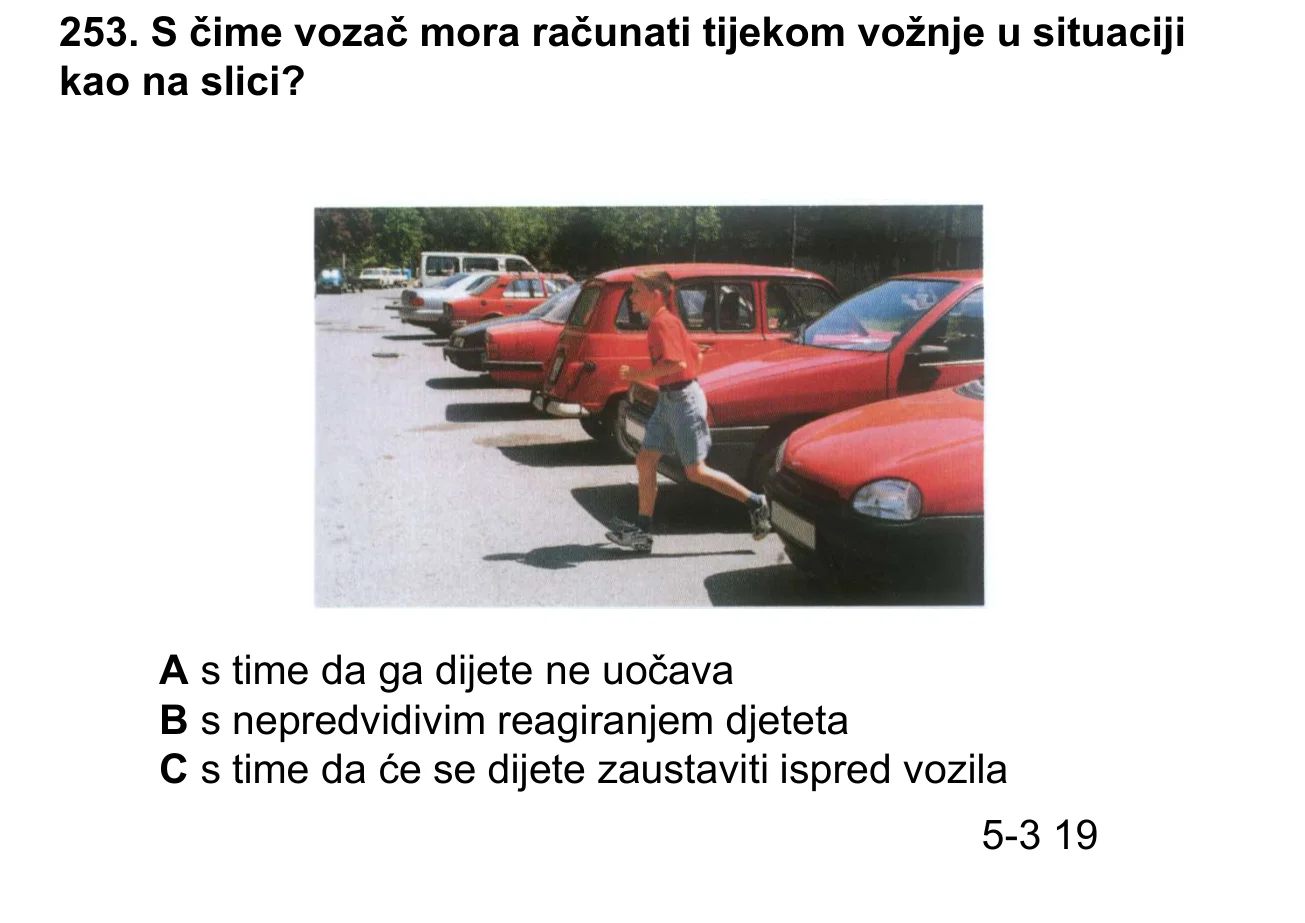 253. S čime vozač mora računati tijekom vožnje u situaciji
kao na slici?
A s time da ga dijete ne uočava
B s nepredvidivim reagiranjem djeteta
C s time da će se dijete zaustaviti ispred vozila
5-3 19